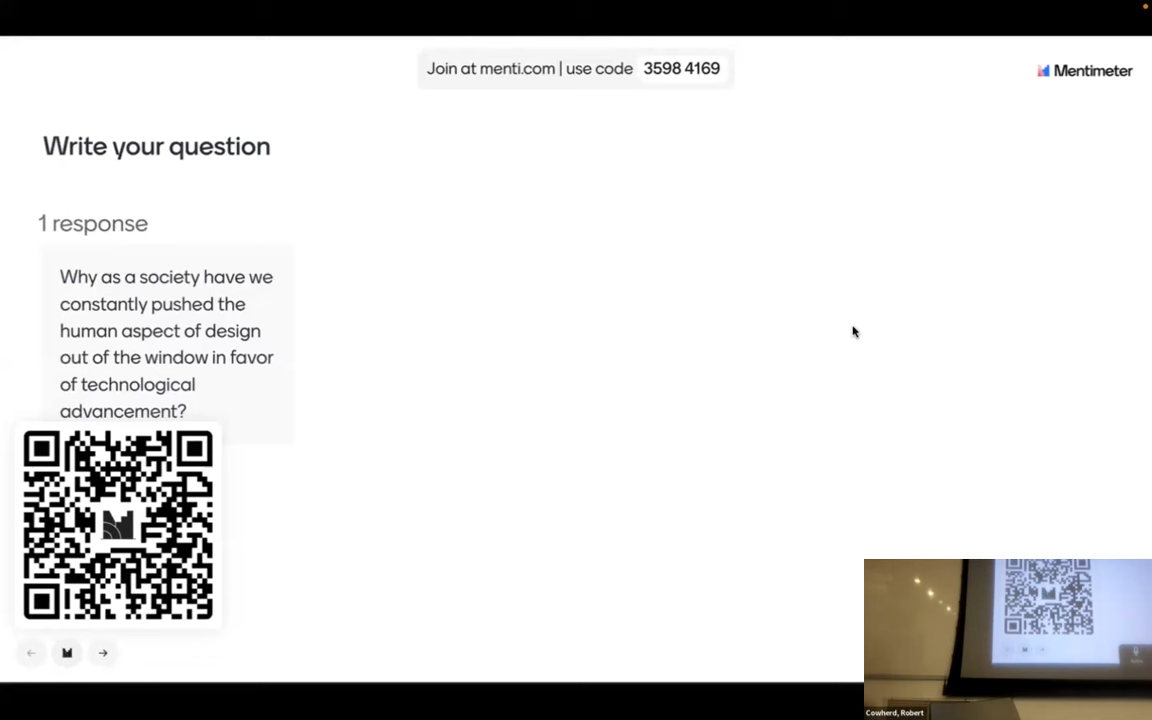 Join at menti.com | use code 3598 4169
Mentimeter
Write your question
1 response
Why as a society have we
constantly pushed the
human aspect of design
out of the window in favor
of technological
advancement?
Cowherd, Robert